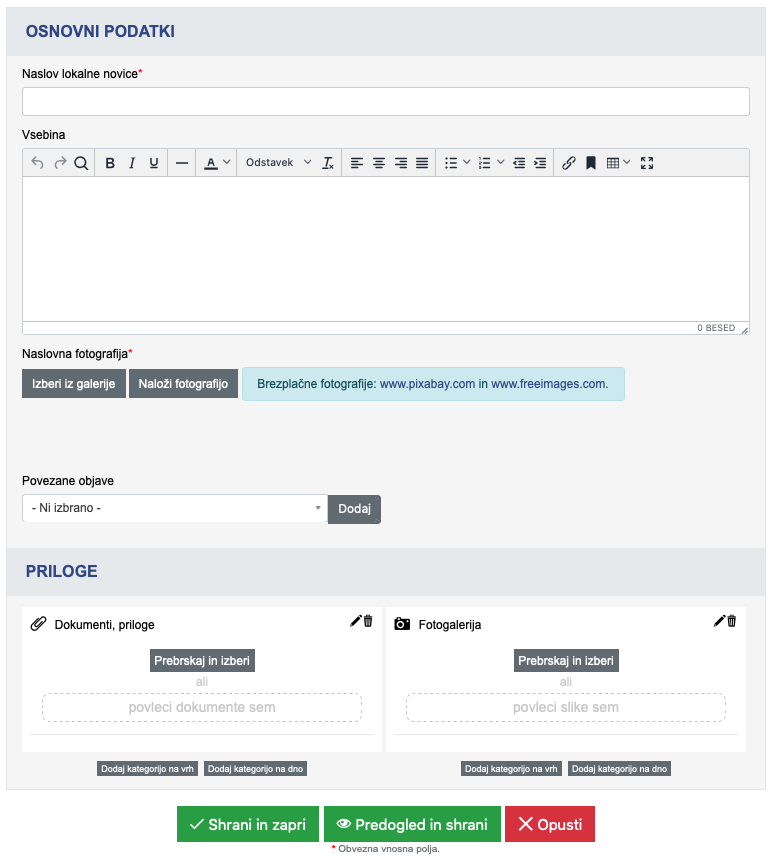 OSNOVNI PODATKI
Naslov lokalne novice*
Vsebina
B I U A Odstavek
0 BESED
Naslovna fotografija*
Izberi iz galerije Naloži fotografijo Brezplačne fotografije: www.pixabay.com in www.freeimages.com.
Povezane objave
- Ni izbrano - Dodaj
PRILOGE
Dokumenti, priloge Fotogalerija
Prebrskaj in izberi Prebrskaj in izberi
ali ali
povleci dokumente sem povleci slike sem
Dodaj kategorijo na vrh Dodaj kategorijo na dno Dodaj kategorijo na vrh Dodaj kategorijo na dno
Shrani in zapri Predogled in shrani Opusti
* Obvezna vnosna polja.